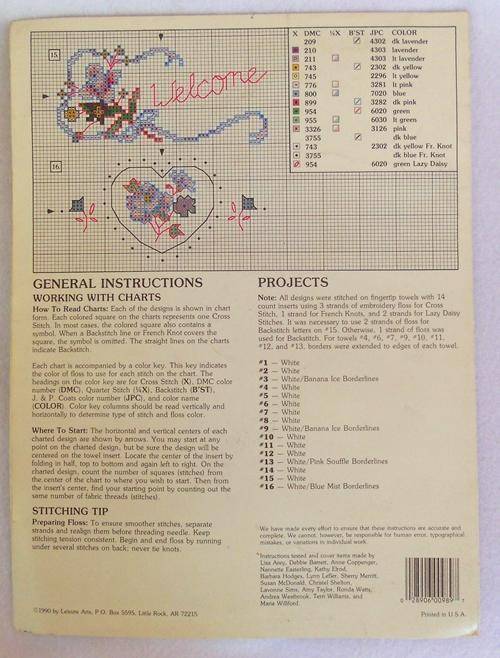 15.
Welcome
16.
X DMC ¼X B'ST JPC COLOR
209 4302 dk lavender
210 4303 lavender
211 4303 lt lavender
743 2302 dk yellow
745 2296 lt yellow
776 3281 lt pink
800 7020 blue
899 3282 dk pink
954 6020 green
955 6030 lt green
3326 3126 pink
3755 dk blue
743 2302 dk yellow Fr. Knot
3755 dk blue Fr. Knot
954 6020 green Lazy Daisy
GENERAL INSTRUCTIONS
WORKING WITH CHARTS
How To Read Charts: Each of the designs is shown in chart
form. Each colored square on the charts represents one Cross
Stitch. In most cases, the colored square also contains a
symbol. When a Backstitch line or French Knot covers the
square, the symbol is omitted. The straight lines on the charts
indicate Backstitch.
Each chart is accompanied by a color key. This key indicates
the color of floss to use for each stitch on the chart. The
headings on the color key are for Cross Stitch (X), DMC color
number (DMC), Quarter Stitch (¼X), Backstitch (B'ST),
J. & P. Coats color number (JPC), and color name
(COLOR). Color key columns should be read vertically and
horizontally to determine type of stitch and floss color.
Where To Start: The horizontal and vertical centers of each
charted design are shown by arrows. You may start at any
point on the charted design, but be sure the design will be
centered on the towel insert. Locate the center of the insert by
folding in half, top to bottom and again left to right. On the
charted design, count the number of squares (stitches) from
the center of the chart to where you wish to start. Then from
the insert's center, find your starting point by counting out the
same number of fabric threads (stitches).
STITCHING TIP
Preparing Floss: To ensure smoother stitches, separate
strands and realign them before threading needle. Keep
stitching tension consistent. Begin and end floss by running
under several stitches on back; never tie knots.
©1990 by Leisure Arts, P.O. Box 5595, Little Rock, AR 72215
PROJECTS
Note: All designs were stitched on fingertip towels with 14
count inserts using 3 strands of embroidery floss for Cross
Stitch, 1 strand for French Knots, and 2 strands for Lazy Daisy
Stitches. It was necessary to use 2 strands of floss for
Backstitch letters on #15. Otherwise, 1 strand of floss was
used for Backstitch. For towels #4, #6, #7, #9, #10, #11,
#12, and #13, borders were extended to edges of each towel.
#1 — White
#2 — White
#3 — White/Banana Ice Borderlines
#4 — White
#5 — White
#6 — White
#7 — White
#8 — White
#9 — White/Banana Ice Borderlines
#10 — White
#11 — White
#12 — White
#13 — White/Pink Souffle Borderlines
#14 — White
#15 — White
#16 — White/Blue Mist Borderlines
We have made every effort to ensure that these instructions are accurate and
complete. We cannot, however, be responsible for human error, typographical
mistakes, or variations in individual work.
Instructions tested and cover items made by
Lisa Arey, Debbie Bamert, Anne Coppenger,
Nannette Easterling, Kathy Elrod,
Barbara Hodges, Lynn Lefler, Sherry Merritt,
Susan McDonald, Christel Shelton,
Lavonne Sims, Amy Taylor, Ronda Watts,
Andrea Westbrook, Terri Williams, and
Marie Williford.
0 28906 00989 7
Printed in U.S.A.